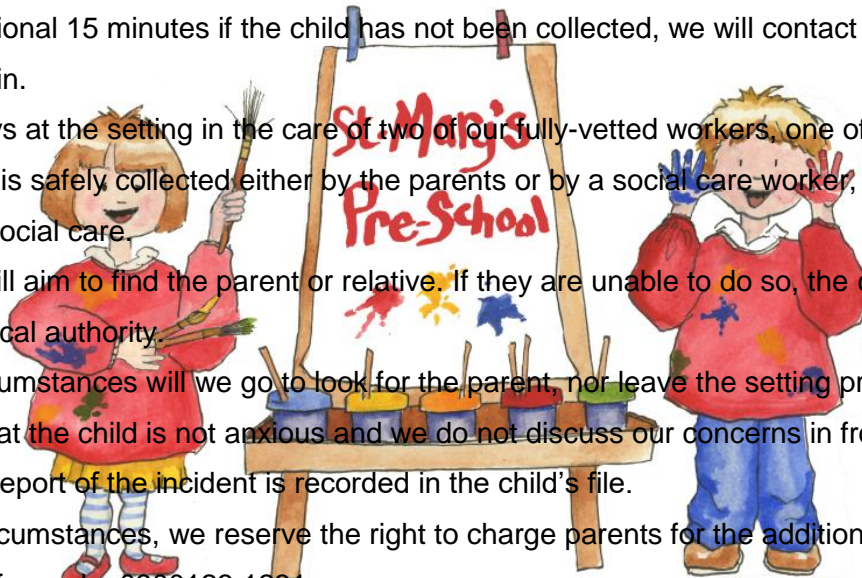 ional 15 minutes if the child has not been collected, we will contact
in.
s at the setting in the care of two of our fully-vetted workers, one of
is safely collected either by the parents or by a social care worker,
ocial care.
ll aim to find the parent or relative. If they are unable to do so, the
cal authority.
umstances will we go to look for the parent, nor leave the setting pr
at the child is not anxious and we do not discuss our concerns in fre
eport of the incident is recorded in the child's file.
cumstances, we reserve the right to charge parents for the addition
St-Mary's
Pre-School